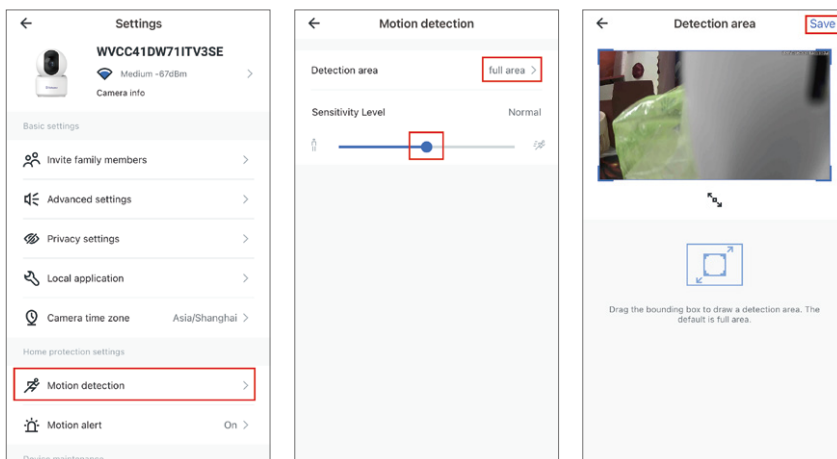 Settings
WVCC41DW71ITV3SE
Medium -67dBm
Camera info
Basic settings
Invite family members
Advanced settings
Privacy settings
Local application
Camera time zone Asia/Shanghai
Home protection settings
Motion detection
Motion alert On
Device maintenance
Motion detection
Detection area full area
Sensitivity Level Normal
Detection area Save
Drag the bounding box to draw a detection area. The
default is full area.